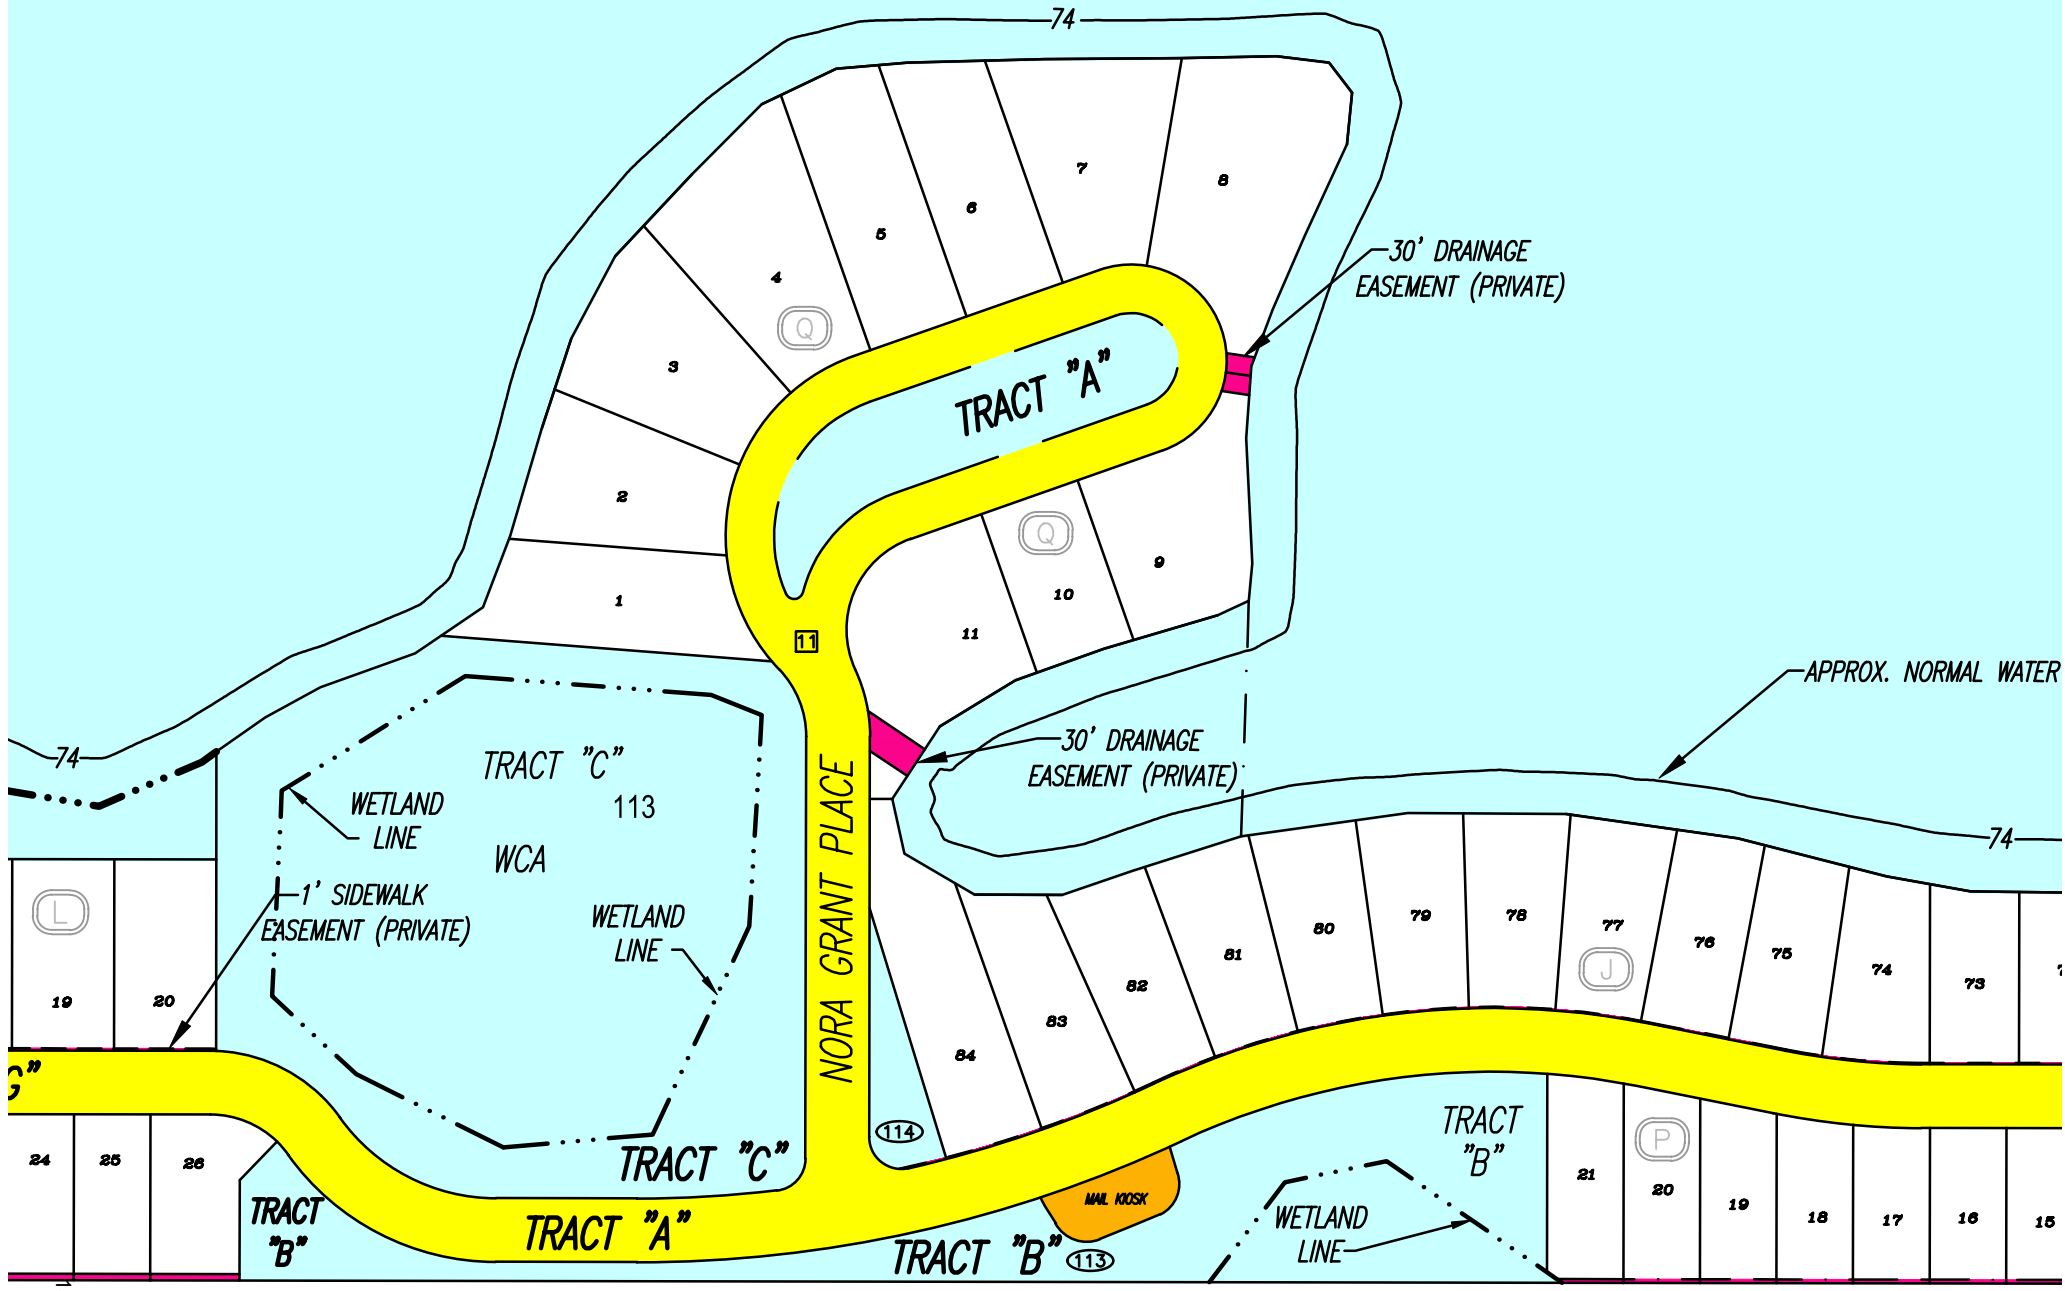 74
7
8
6
5
4
Q
3
30' DRAINAGE
EASEMENT (PRIVATE)
TRACT "A"
2
1
Q
9
10
11
11
74
TRACT "C"
113
WCA
WETLAND
LINE
30' DRAINAGE
EASEMENT (PRIVATE)
APPROX. NORMAL WATER
74
NORA GRANT PLACE
1' SIDEWALK
EASEMENT (PRIVATE)
WETLAND
LINE
L
19
20
84
83
82
81
80
79
78
77
J
76
75
74
73
G"
24
25
26
TRACT
"B"
TRACT "C"
TRACT "A"
114
MAIL KIOSK
TRACT "B"
113
WETLAND
LINE
TRACT
"B"
21
P
20
19
18
17
16
15